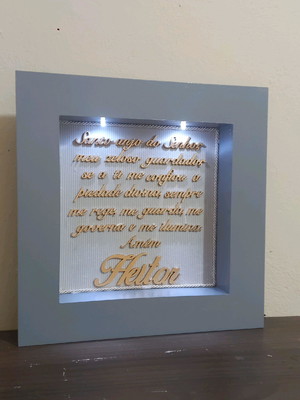 Santo anjo do Senhor
meu zeloso guardador
se a ti me confiou a
piedade divina, sempre
me rege, me guarda, me
governa e me ilumina
Amém
Heitor